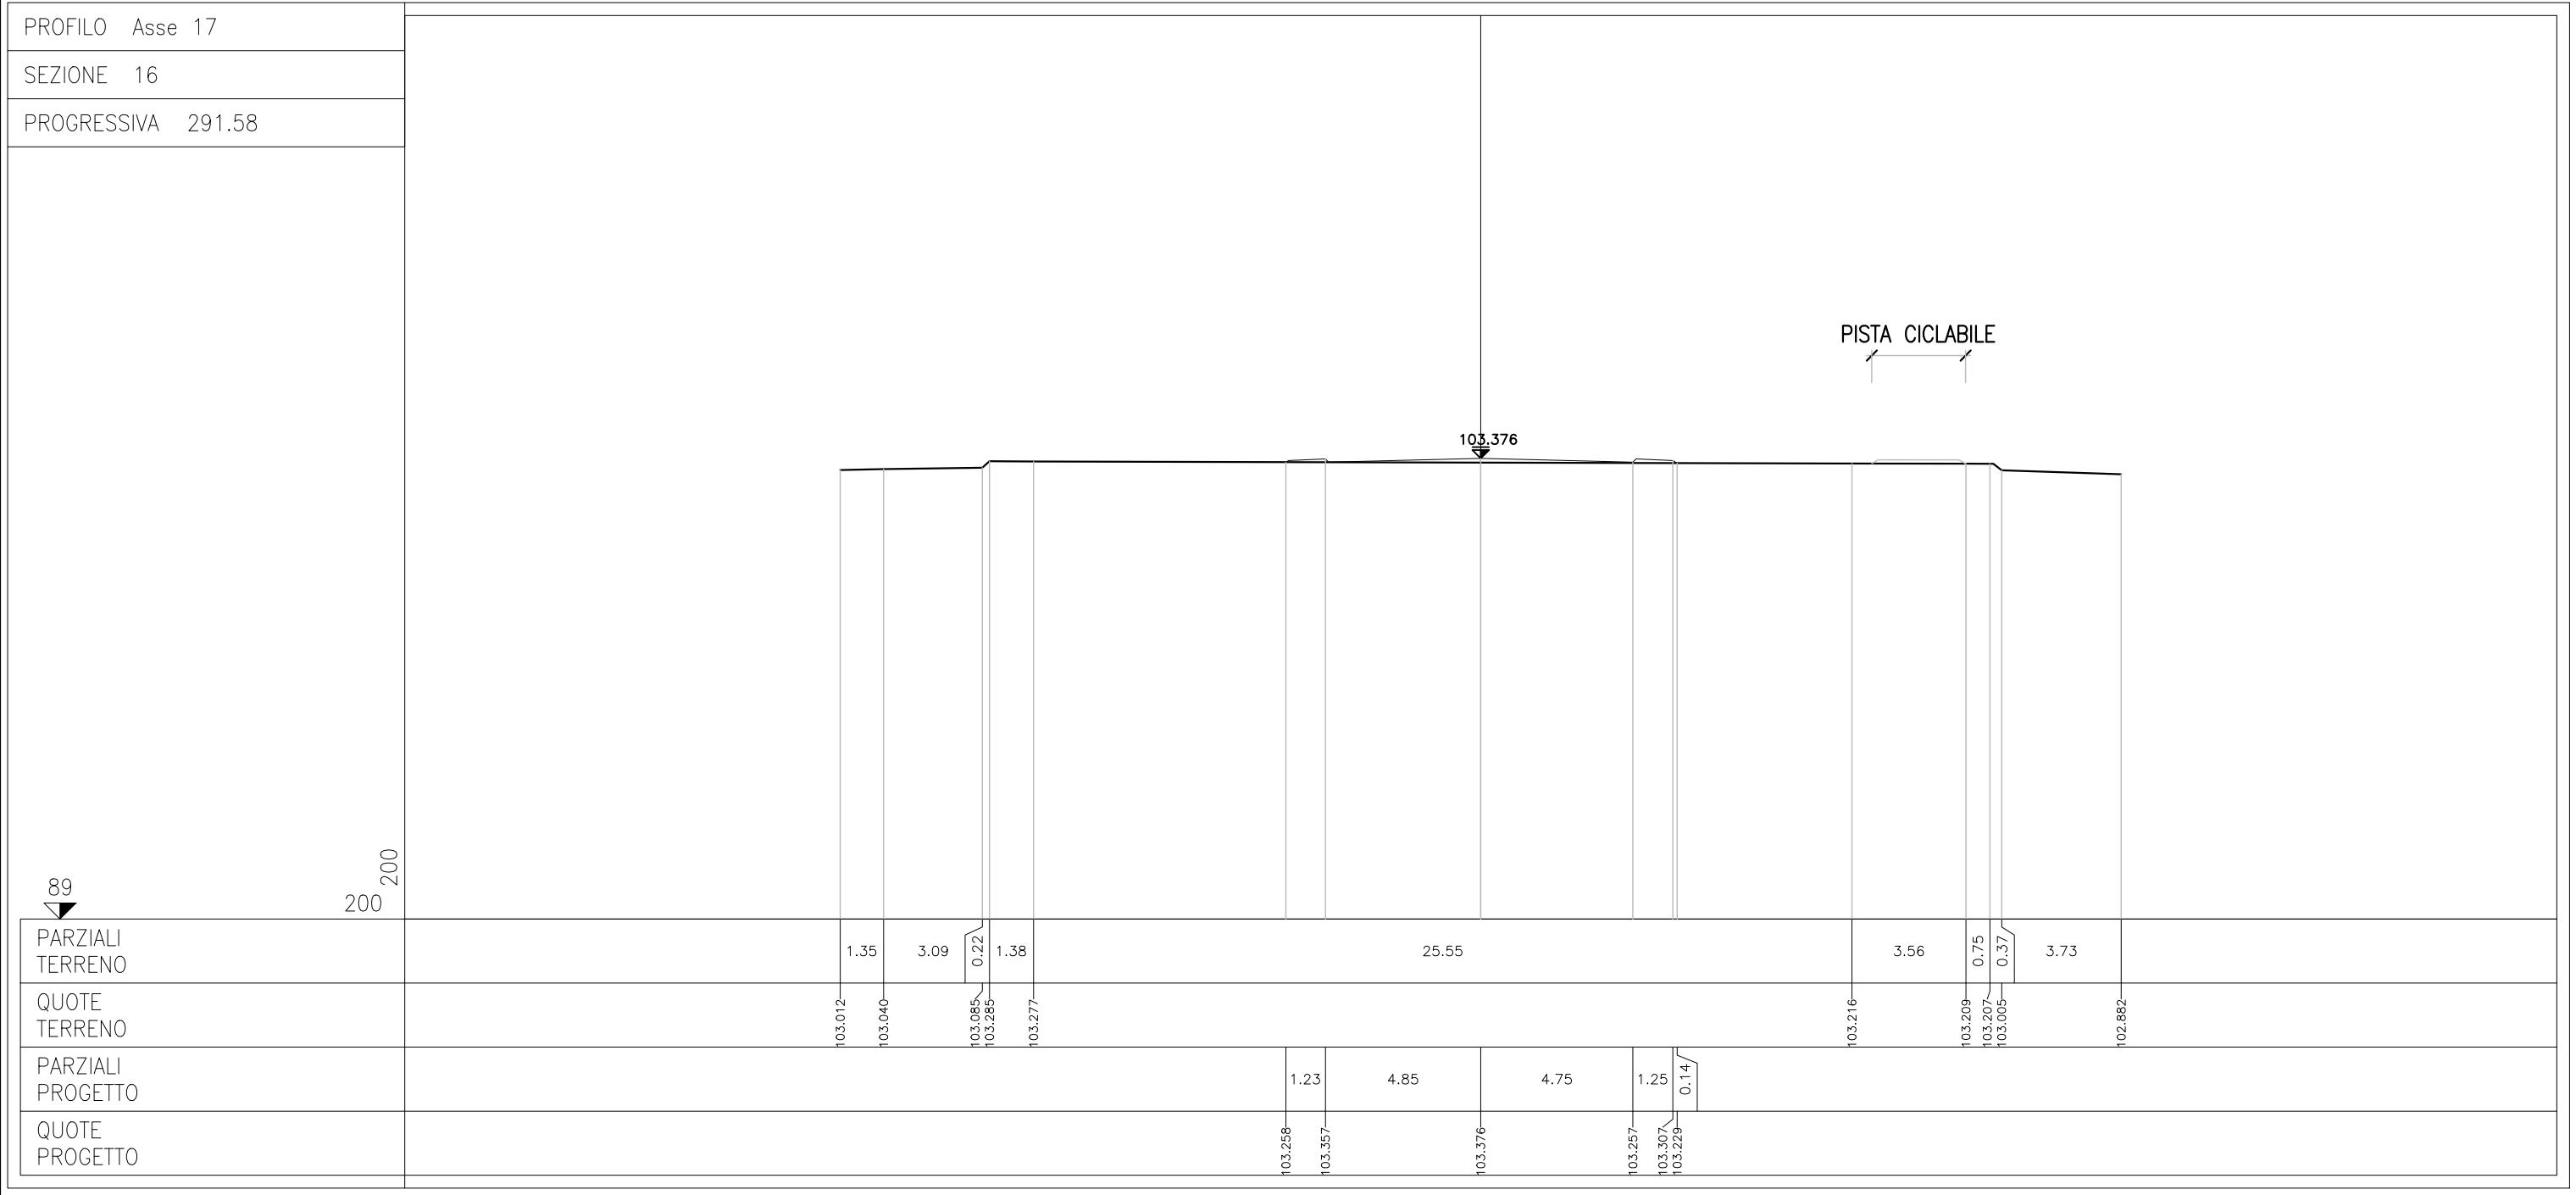 PROFILO Asse 17
SEZIONE 16
PROGRESSIVA 291.58
PISTA CICLABILE
103.376
200
89
200
PARZIALI
TERRENO
1.35 3.09 0.22 1.38 25.55 3.56 0.75 0.37 3.73
QUOTE
TERRENO
103.012 103.040 103.085 103.285 103.277 103.216 103.209 103.207 103.005 102.882
PARZIALI
PROGETTO
1.23 4.85 4.75 1.25 0.14
QUOTE
PROGETTO
103.258 103.357 103.376 103.257 103.307 103.229